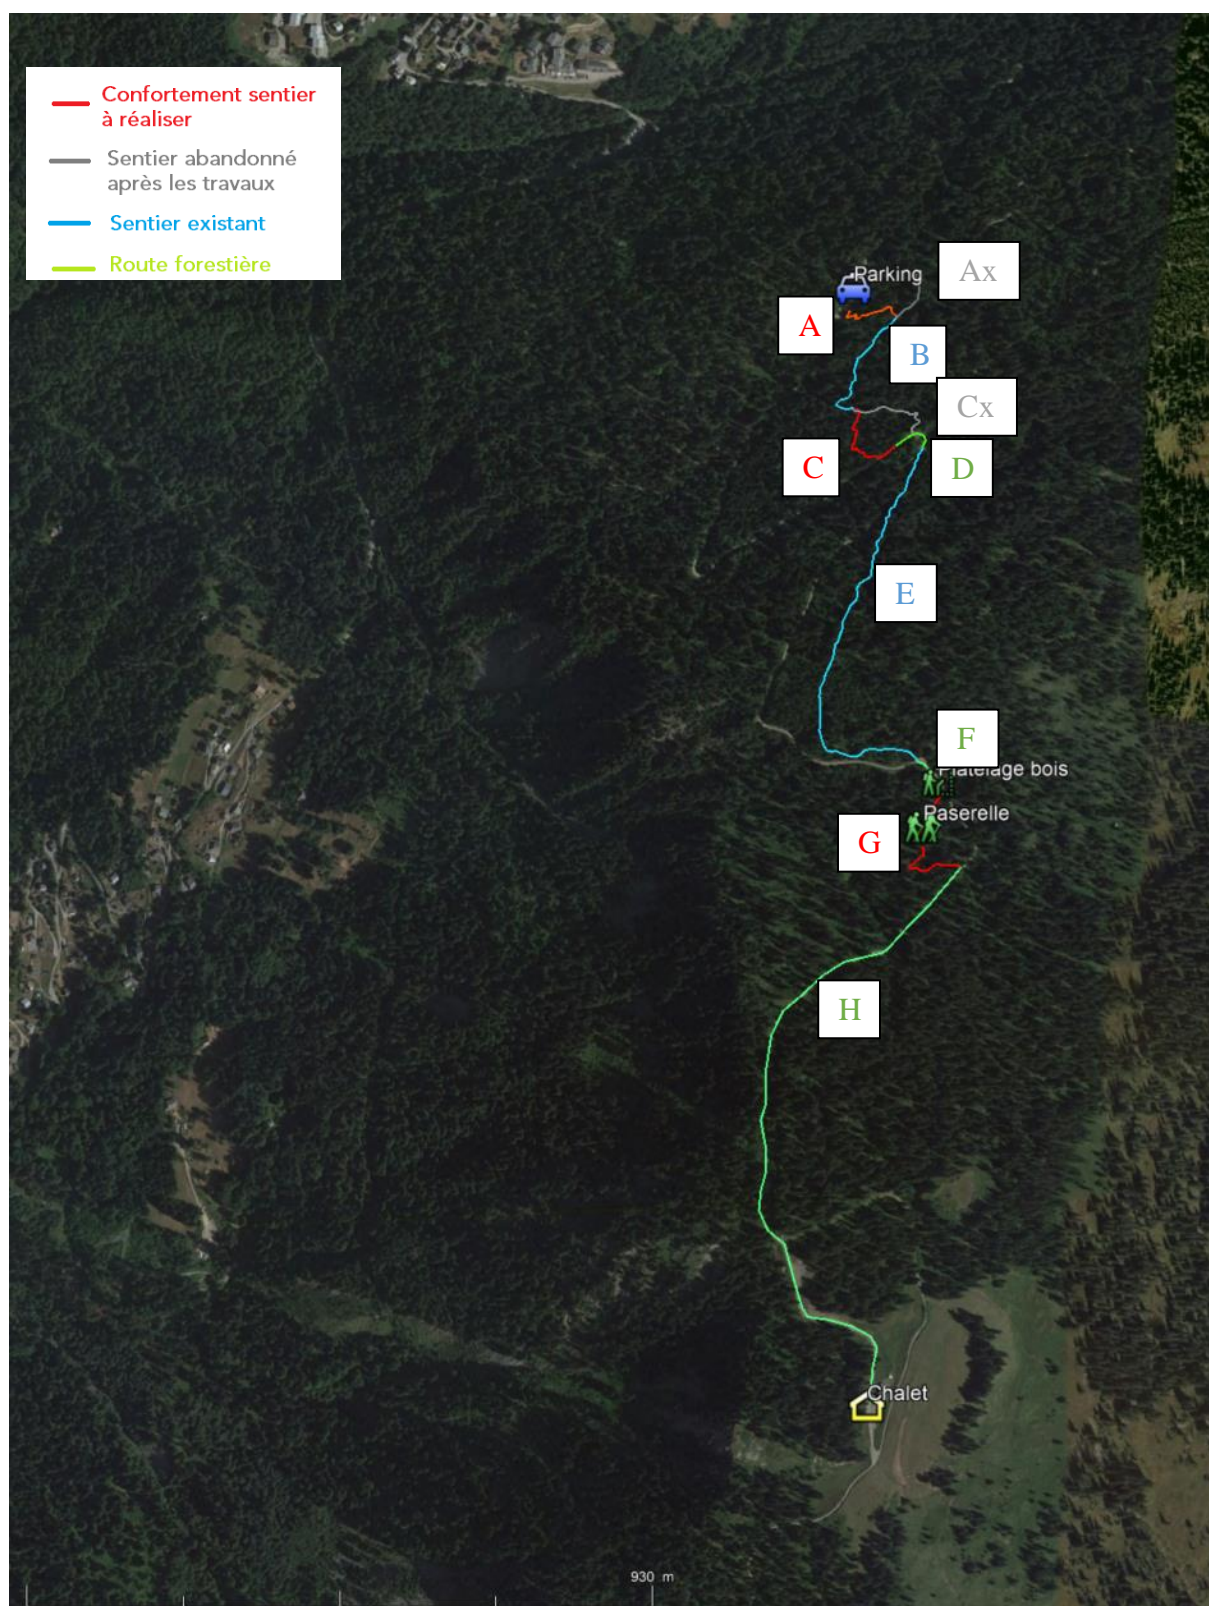 Confortement sentier
à réaliser
Sentier abandonné
après les travaux
Sentier existant
Route forestière
Parking
Ax
A
B
Cx
C
D
E
F
Platelage bois
Paserelle
G
H
Chalet
930 m